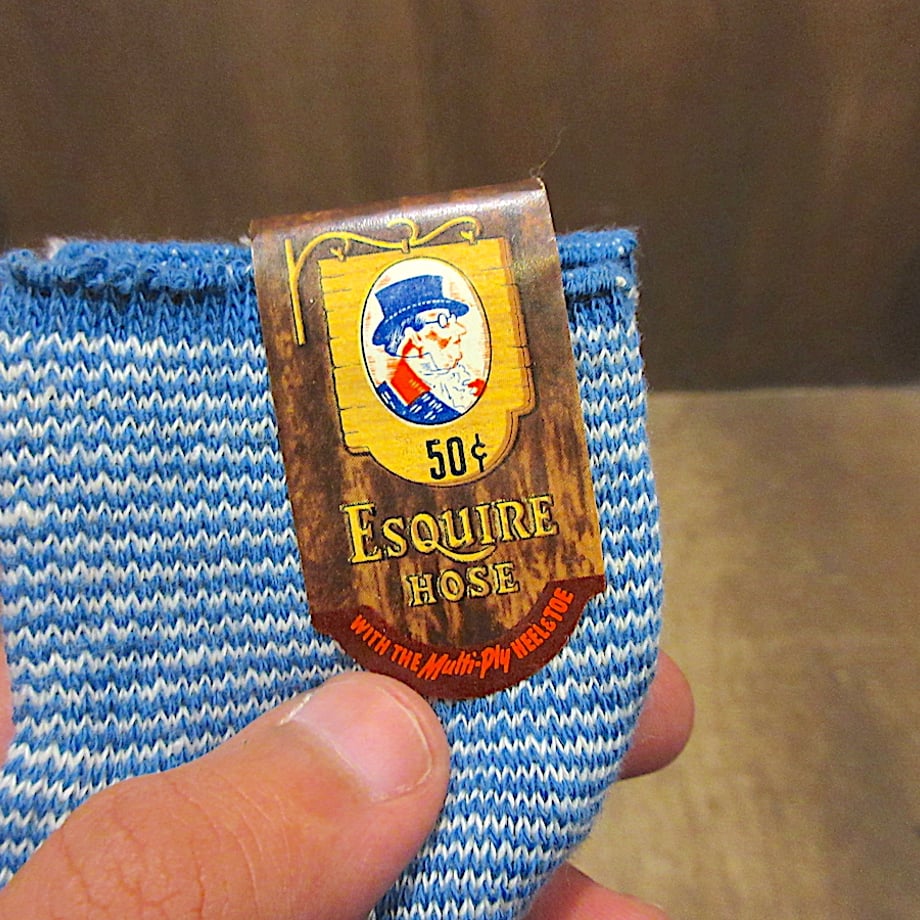 50¢
ESQUIRE
HOSE
WITH THE Multi-Ply HEEL & TOE